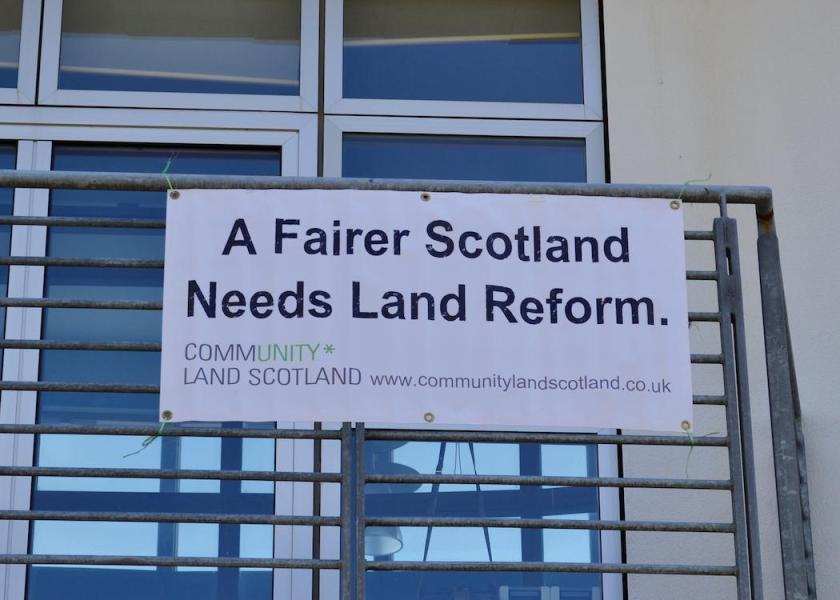 A Fairer Scotland
Needs Land Reform.
COMMUNITY*
LAND SCOTLAND www.communitylandscotland.co.uk